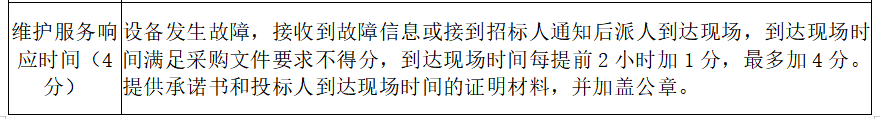 维护服务响
应时间（4
分）
设备发生故障，接收到故障信息或接到招标人通知后派人到达现场，到达现场时
间满足采购文件要求不得分，到达现场时间每提前 2 小时加 1 分，最多加 4 分。
提供承诺书和投标人到达现场时间的证明材料，并加盖公章。